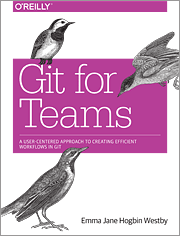 O'REILLY®
Git for
Teams
A USER-CENTERED APPROACH TO CREATING EFFICIENT
WORKFLOWS IN GIT
Emma Jane Hogbin Westby